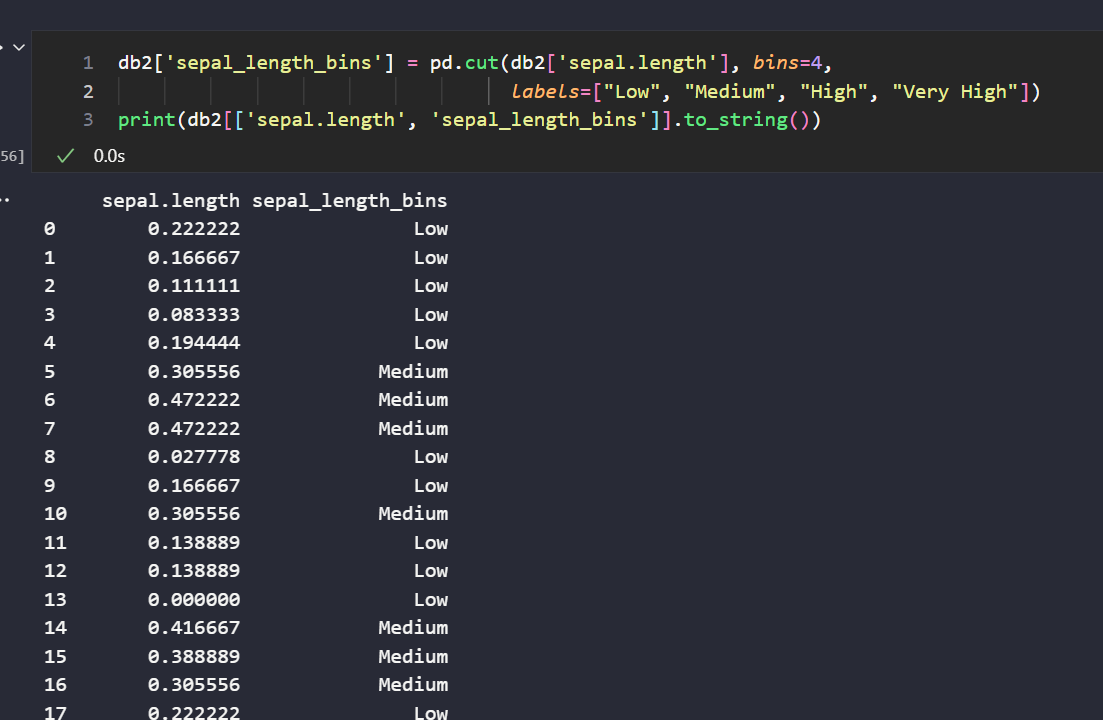 1 db2['sepal_length_bins'] = pd.cut(db2['sepal.length'], bins=4,
2 labels=["Low", "Medium", "High", "Very High"])
3 print(db2[['sepal.length', 'sepal_length_bins']].to_string())
56] ✓ 0.0s
sepal.length sepal_length_bins
0 0.222222 Low
1 0.166667 Low
2 0.111111 Low
3 0.083333 Low
4 0.194444 Low
5 0.305556 Medium
6 0.472222 Medium
7 0.472222 Medium
8 0.027778 Low
9 0.166667 Low
10 0.305556 Medium
11 0.138889 Low
12 0.138889 Low
13 0.000000 Low
14 0.416667 Medium
15 0.388889 Medium
16 0.305556 Medium
17 0.222222 Low